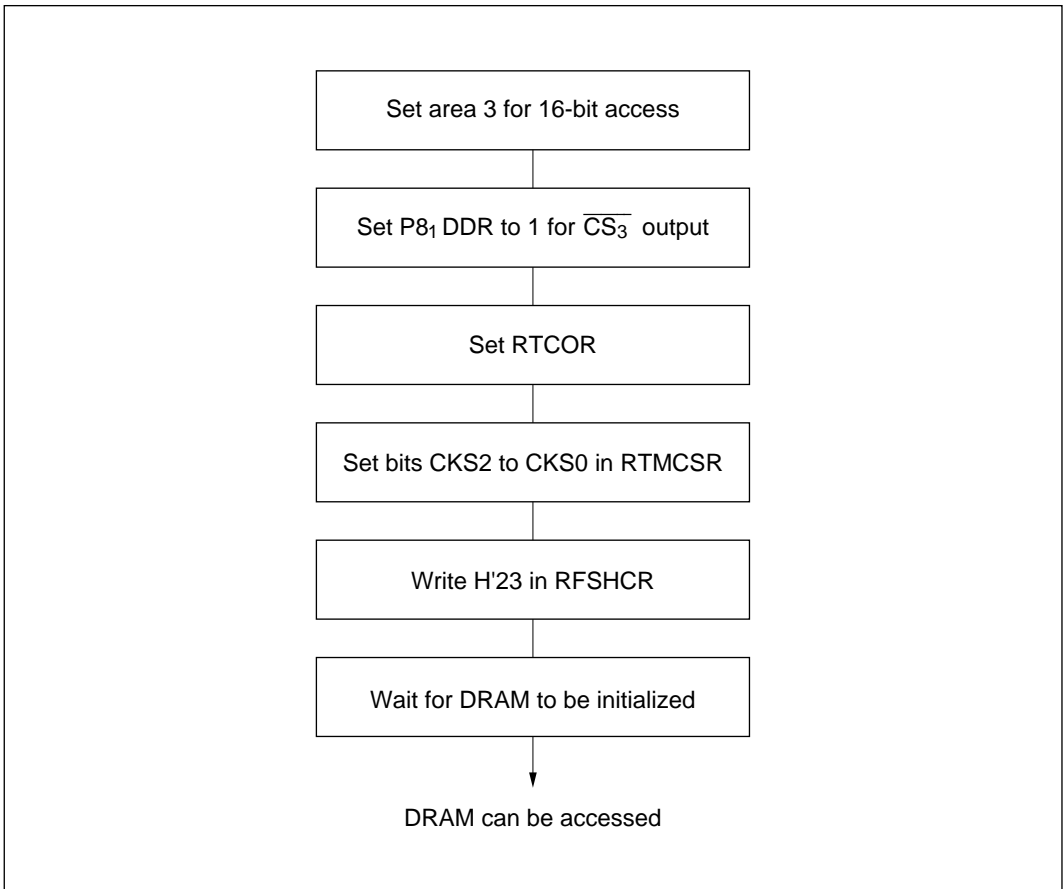 Set area 3 for 16-bit access
Set P8₁ DDR to 1 for C̅S̅₃̅ output
Set RTCOR
Set bits CKS2 to CKS0 in RTMCSR
Write H'23 in RFSHCR
Wait for DRAM to be initialized
DRAM can be accessed